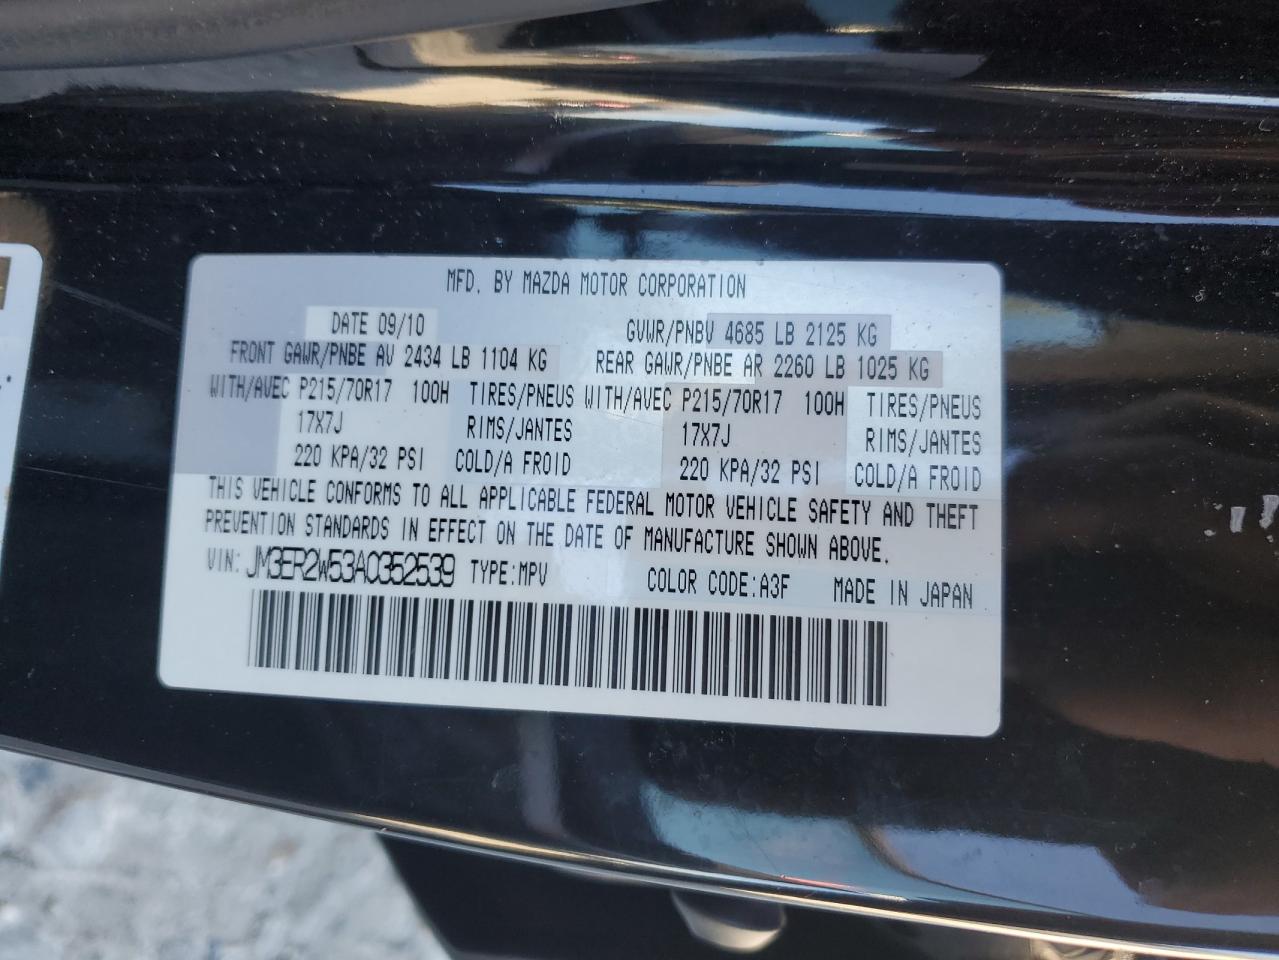 MFD. BY MAZDA MOTOR CORPORATION
DATE 09/10 GVWR/PNBV 4685 LB 2125 KG
FRONT GAWR/PNBE AV 2434 LB 1104 KG REAR GAWR/PNBE AR 2260 LB 1025 KG
WITH/AVEC P215/70R17 100H TIRES/PNEUS WITH/AVEC P215/70R17 100H TIRES/PNEUS
17X7J RIMS/JANTES 17X7J RIMS/JANTES
220 KPA/32 PSI COLD/A FROID 220 KPA/32 PSI COLD/A FROID
THIS VEHICLE CONFORMS TO ALL APPLICABLE FEDERAL MOTOR VEHICLE SAFETY AND THEFT
PREVENTION STANDARDS IN EFFECT ON THE DATE OF MANUFACTURE SHOWN ABOVE.
VIN: JM3ER2W53A0352539 TYPE:MPV COLOR CODE:A3F MADE IN JAPAN